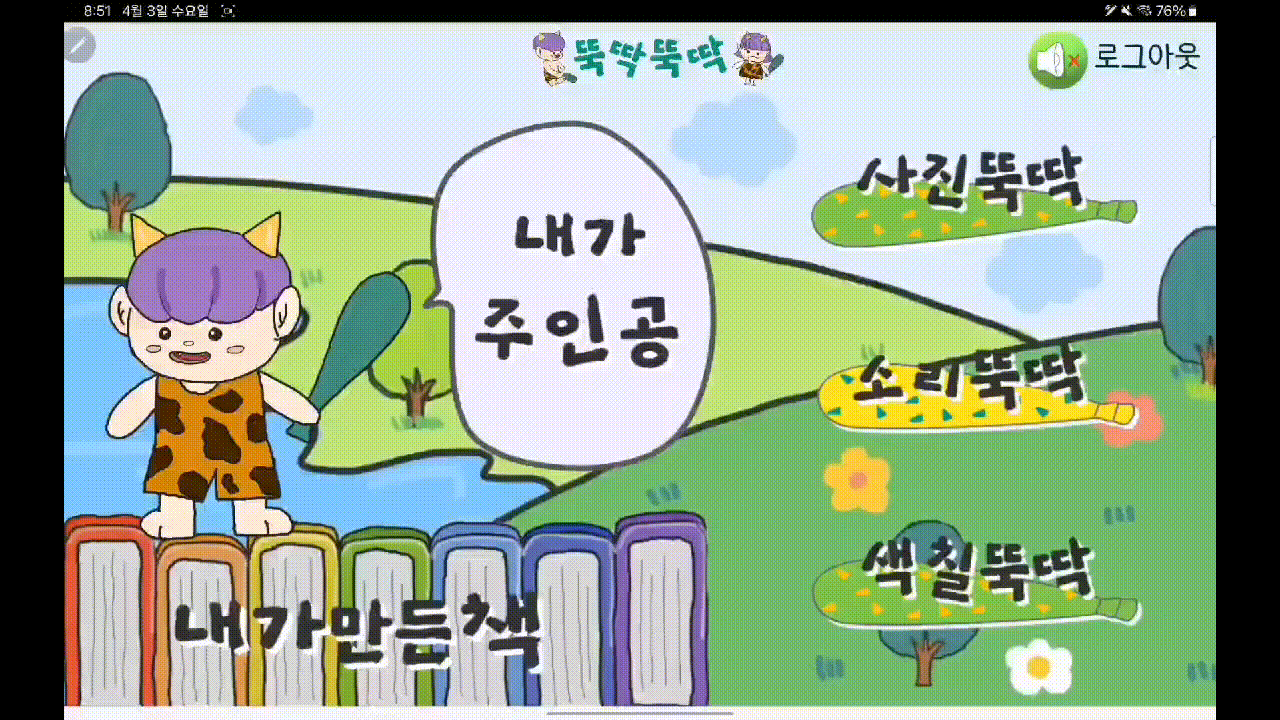 8:51 4월 3일 수요일
76%
뚝딱뚝딱
로그아웃
내가
주인공
사진뚝딱
소리뚝딱
색칠뚝딱
내가만든책